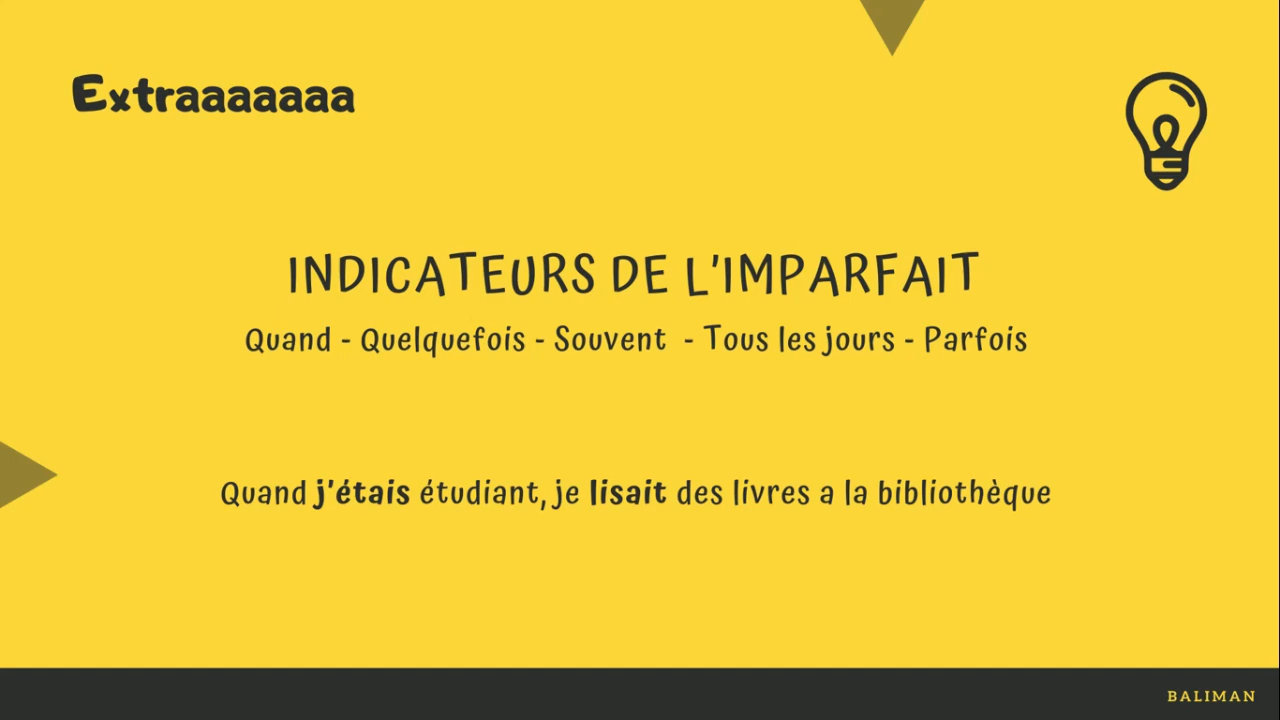 Extraaaaaaa
INDICATEURS DE L'IMPARFAIT
Quand - Quelquefois - Souvent - Tous les jours - Parfois
Quand j'étais étudiant, je lisait des livres a la bibliothèque
BALIMAN